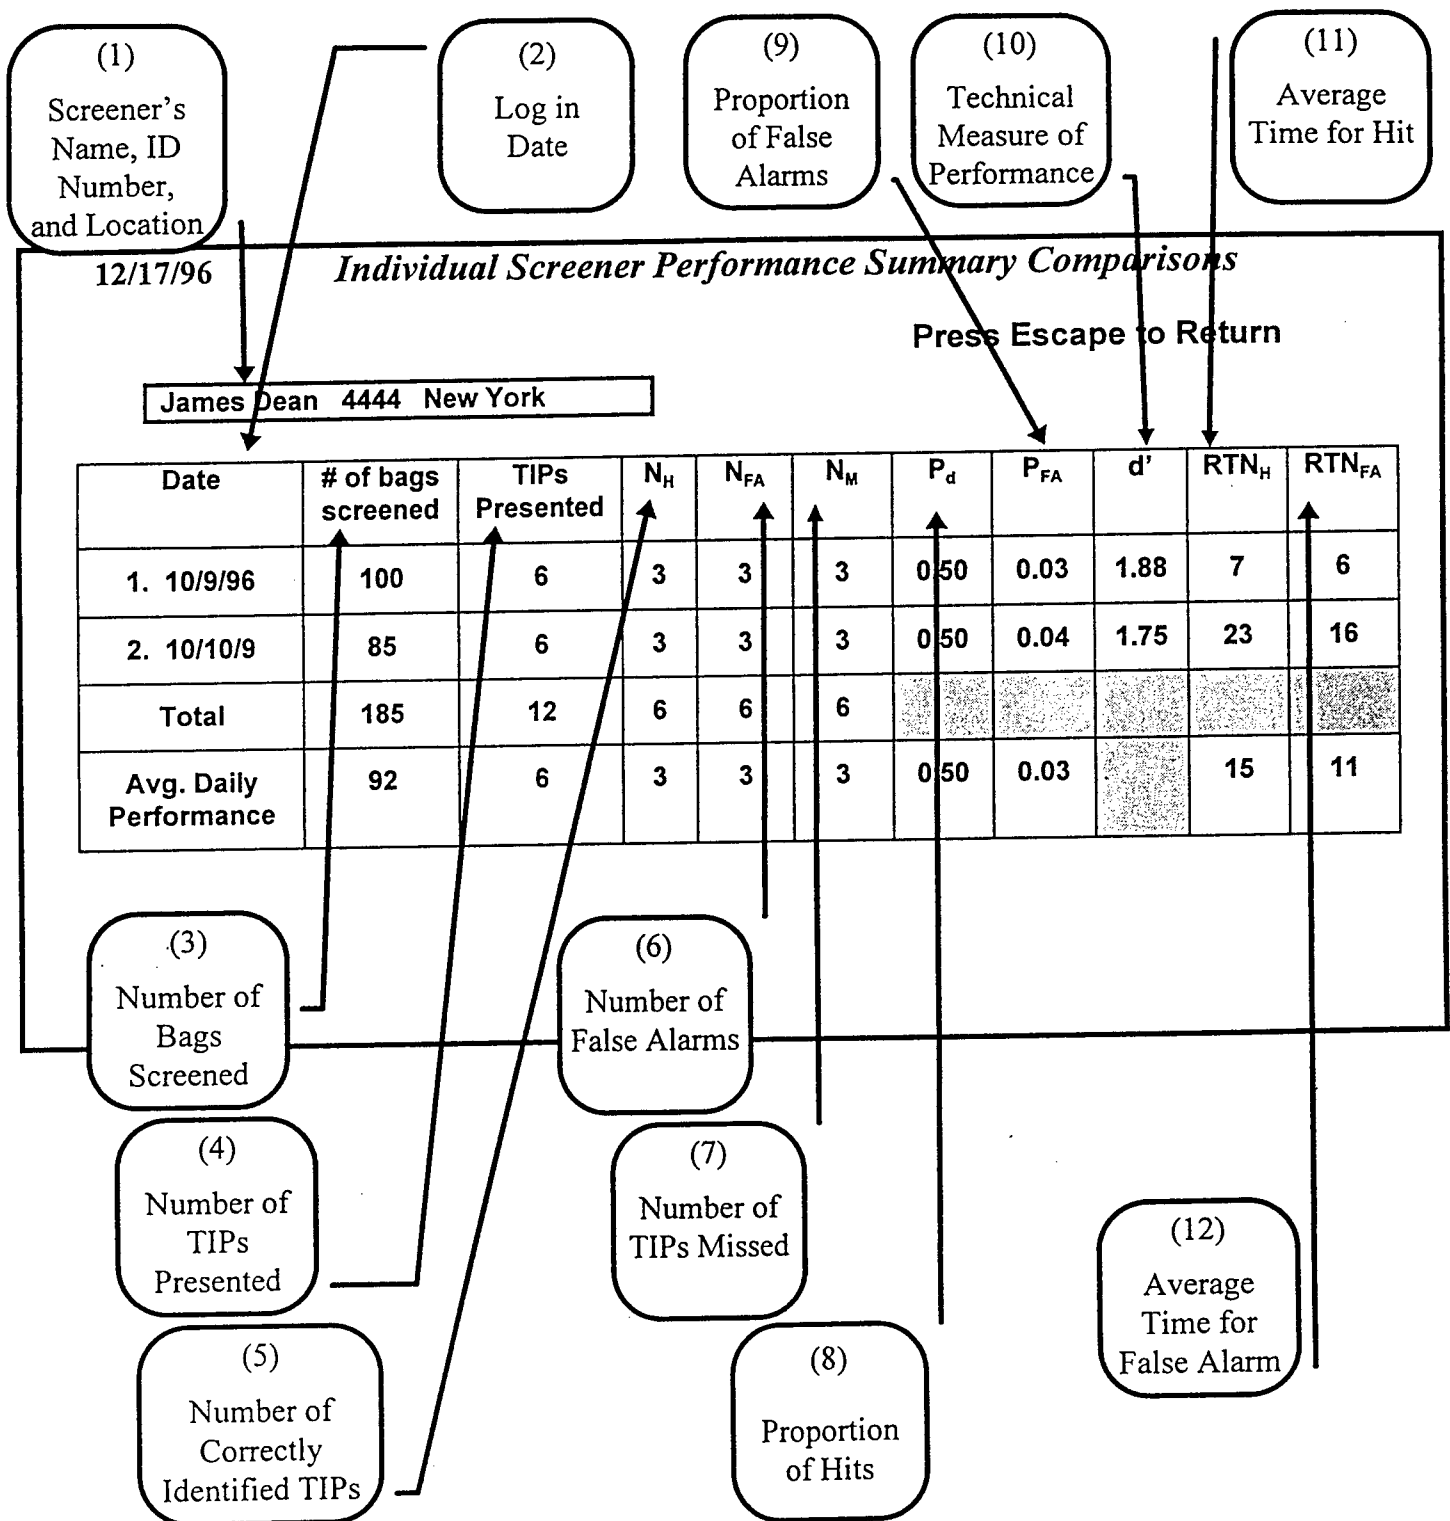 (1)
Screener's
Name, ID
Number,
and Location
(2)
Log in
Date
(9)
Proportion
of False
Alarms
(10)
Technical
Measure of
Performance
(11)
Average
Time for Hit
12/17/96
Individual Screener Performance Summary Comparisons
Press Escape to Return
James Dean 4444 New York
Date # of bags screened TIPs Presented NH NFA NM Pd PFA d' RTNH RTNFA
1. 10/9/96 100 6 3 3 3 0.50 0.03 1.88 7 6
2. 10/10/9 85 6 3 3 3 0.50 0.04 1.75 23 16
Total 185 12 6 6 6
Avg. Daily Performance 92 6 3 3 3 0.50 0.03 15 11
(3)
Number of
Bags
Screened
(6)
Number of
False Alarms
(4)
Number of
TIPs
Presented
(7)
Number of
TIPs Missed
(12)
Average
Time for
False Alarm
(5)
Number of
Correctly
Identified TIPs
(8)
Proportion
of Hits